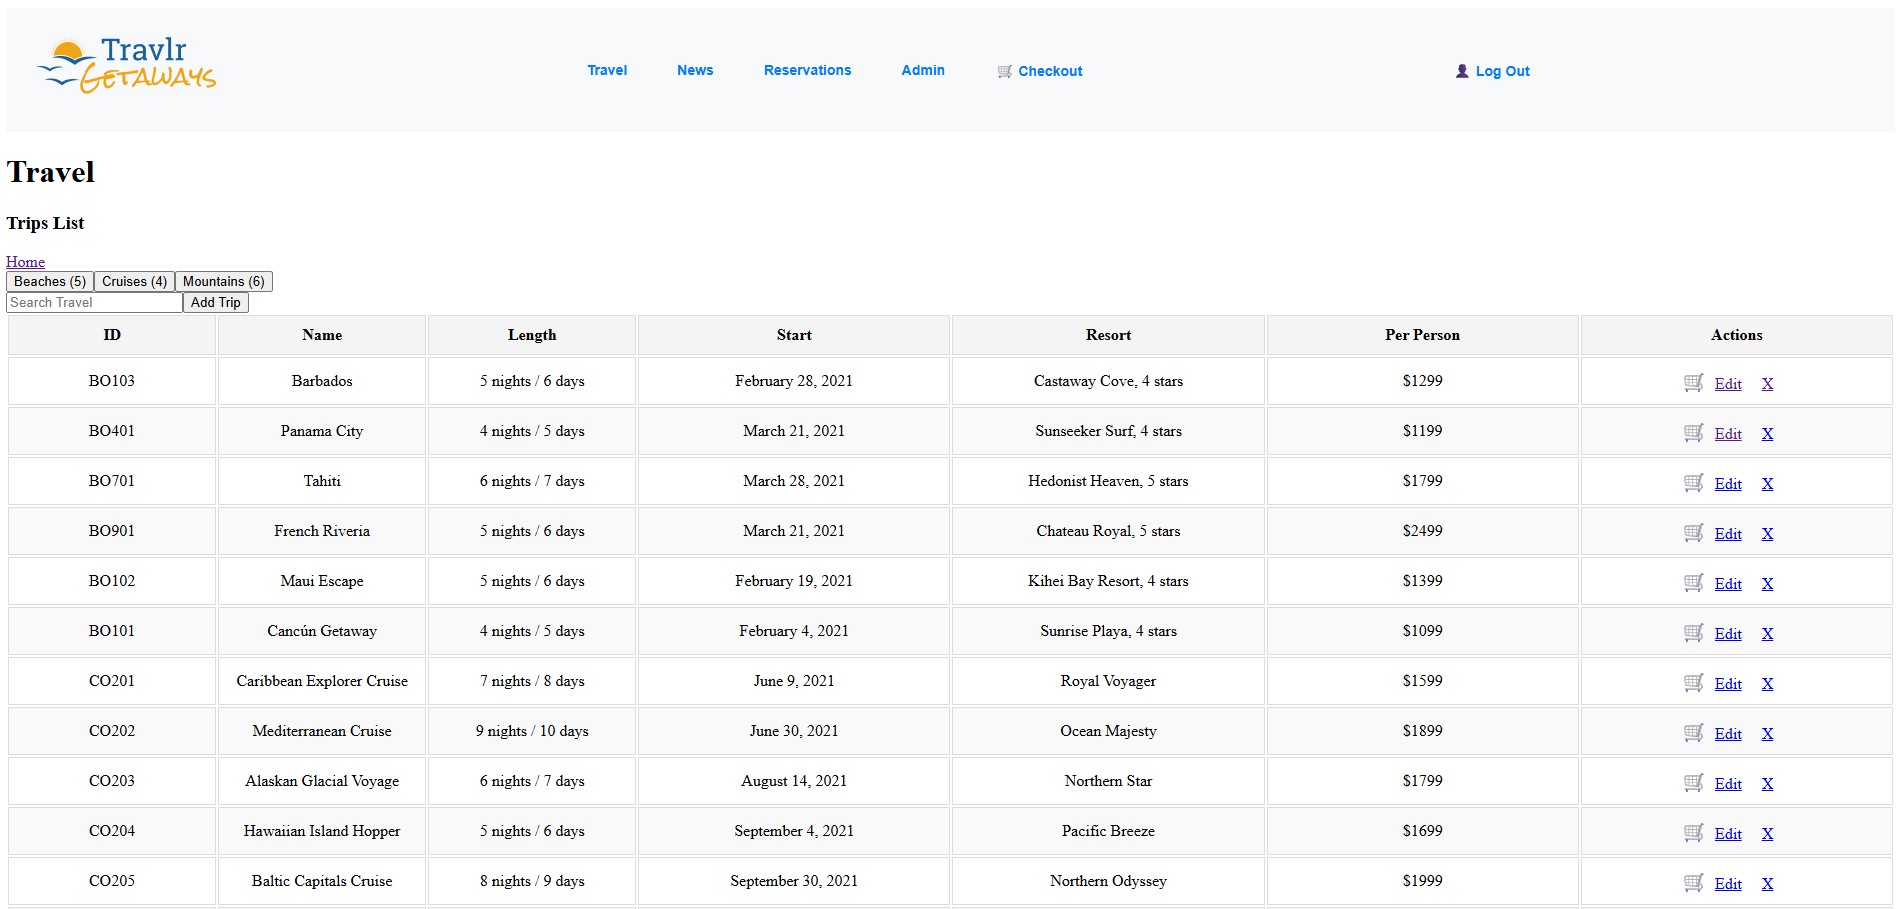 Travlr
Getaways
Travel News Reservations Admin Checkout Log Out
Travel
Trips List
Home
Beaches (5) Cruises (4) Mountains (6)
Search Travel Add Trip
ID Name Length Start Resort Per Person Actions
BO103 Barbados 5 nights / 6 days February 28, 2021 Castaway Cove, 4 stars $1299 Edit X
BO401 Panama City 4 nights / 5 days March 21, 2021 Sunseeker Surf, 4 stars $1199 Edit X
BO701 Tahiti 6 nights / 7 days March 28, 2021 Hedonist Heaven, 5 stars $1799 Edit X
BO901 French Riveria 5 nights / 6 days March 21, 2021 Chateau Royal, 5 stars $2499 Edit X
BO102 Maui Escape 5 nights / 6 days February 19, 2021 Kihei Bay Resort, 4 stars $1399 Edit X
BO101 Cancún Getaway 4 nights / 5 days February 4, 2021 Sunrise Playa, 4 stars $1099 Edit X
CO201 Caribbean Explorer Cruise 7 nights / 8 days June 9, 2021 Royal Voyager $1599 Edit X
CO202 Mediterranean Cruise 9 nights / 10 days June 30, 2021 Ocean Majesty $1899 Edit X
CO203 Alaskan Glacial Voyage 6 nights / 7 days August 14, 2021 Northern Star $1799 Edit X
CO204 Hawaiian Island Hopper 5 nights / 6 days September 4, 2021 Pacific Breeze $1699 Edit X
CO205 Baltic Capitals Cruise 8 nights / 9 days September 30, 2021 Northern Odyssey $1999 Edit X